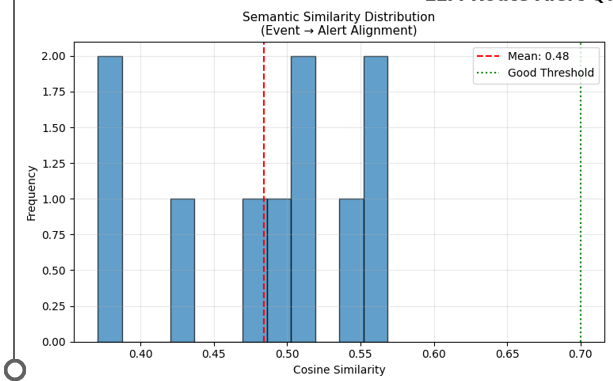 Semantic Similarity Distribution
(Event → Alert Alignment)
Mean: 0.48
Good Threshold
Frequency
2.00
1.75
1.50
1.25
1.00
0.75
0.50
0.25
0.00
0.40 0.45 0.50 0.55 0.60 0.65 0.70
Cosine Similarity